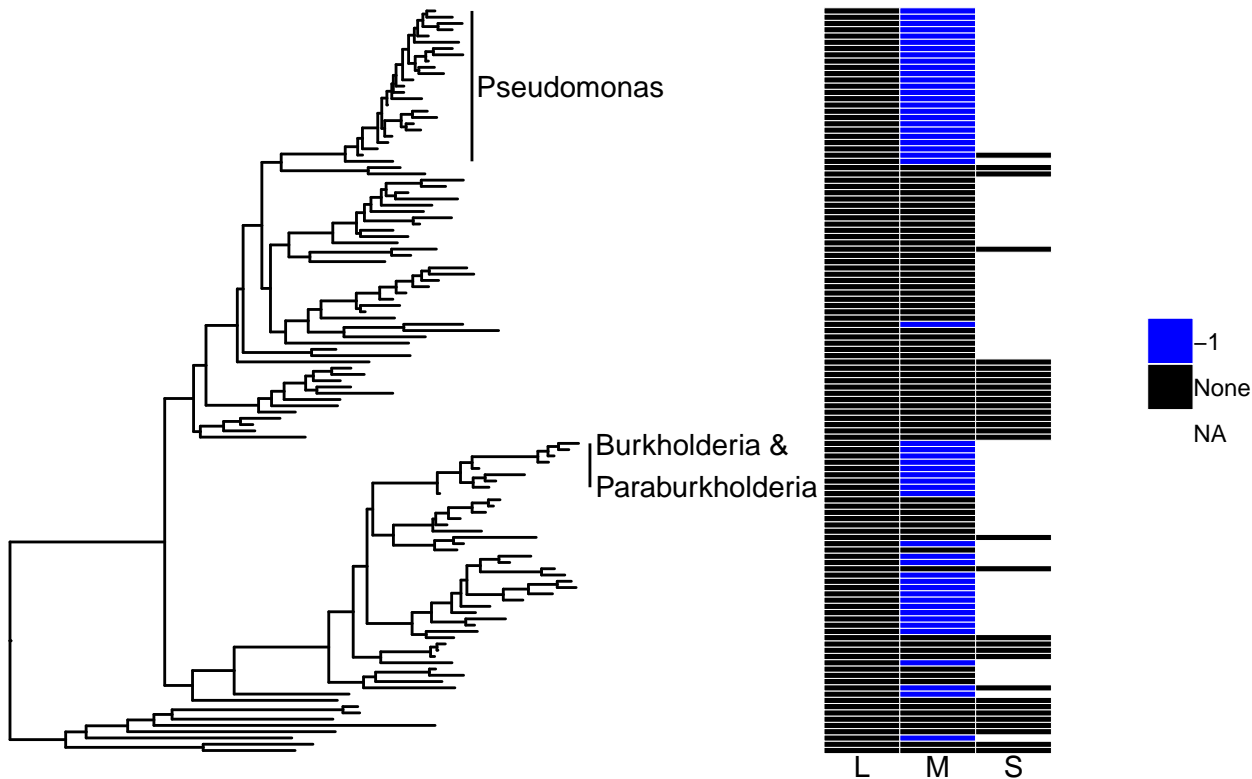 Pseudomonas
Burkholderia &
Paraburkholderia
–1
None
NA
L M S